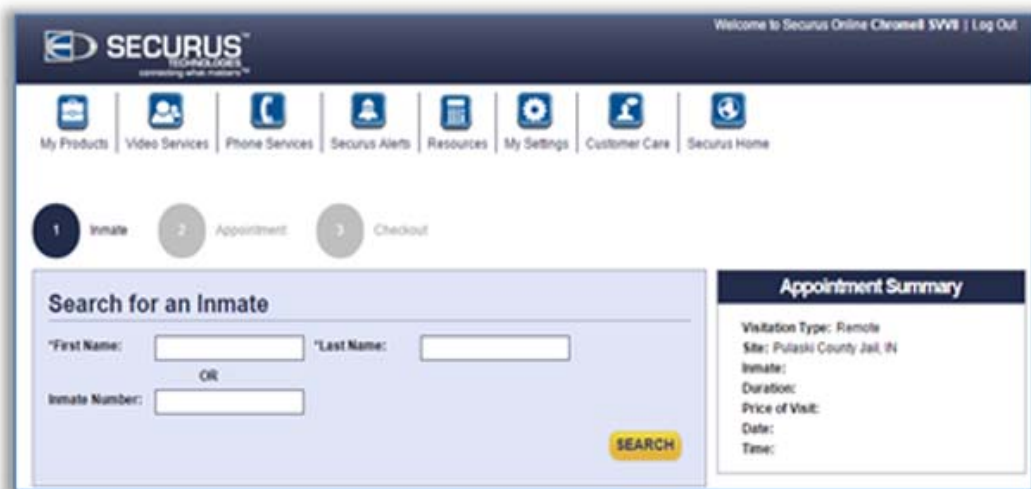 Welcome to Securus Online Chromell SVVII | Log Out
SECURUS™
TECHNOLOGIES
connecting what matters™
My Products
Video Services
Phone Services
Securus Alerts
Resources
My Settings
Customer Care
Securus Home
1 Inmate 2 Appointment 3 Checkout
Search for an Inmate
*First Name: *Last Name:
OR
Inmate Number:
SEARCH
Appointment Summary
Visitation Type: Remote
Site: Pulaski County Jail, IN
Inmate:
Duration:
Price of Visit:
Date:
Time: